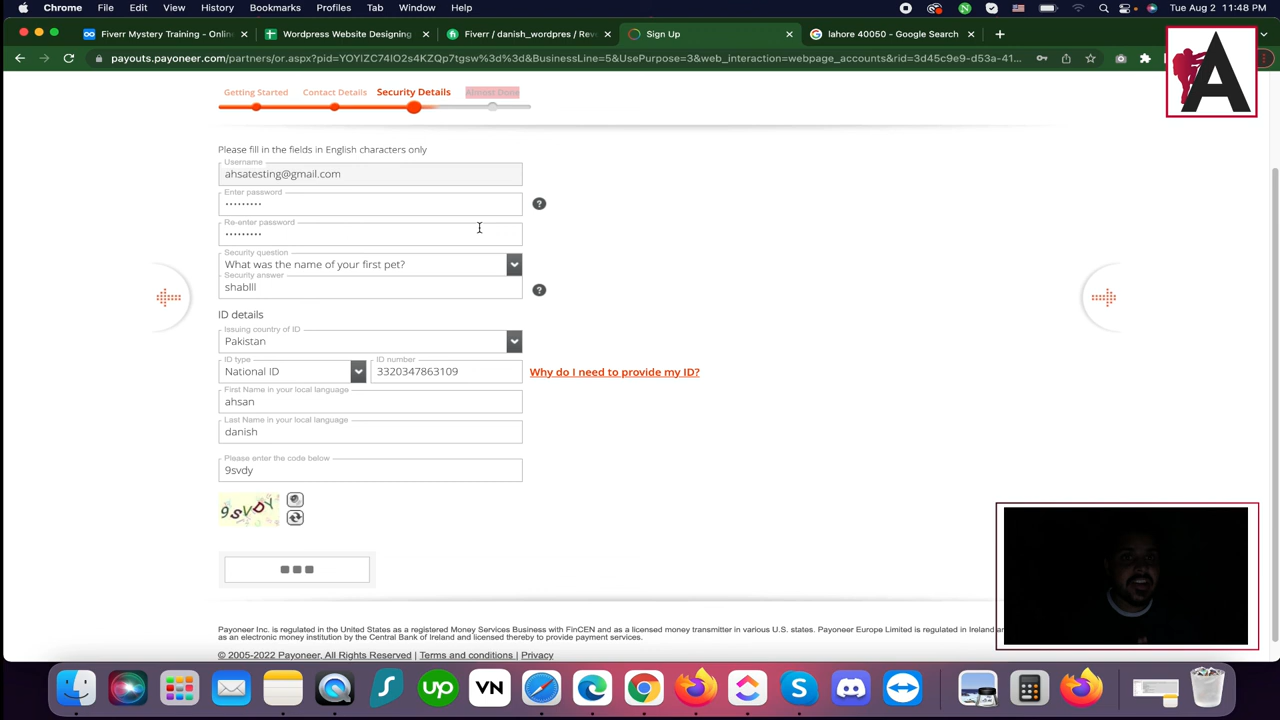 Chrome File Edit View History Bookmarks Profiles Tab Window Help Tue Aug 2 11:48 PM
Fiverr Mystery Training - Onlin Wordpress Website Designing Fiverr / danish_wordpres / Reve Sign Up lahore 40050 - Google Search
payouts.payoneer.com/partners/or.aspx?pid=YOYIZC74IO2s4KZQp7tgsw%3d%3d&BusinessLine=5&UsePurpose=3&web_interaction=webpage_accounts&rid=3d45c9e9-d53a-41...
A
Getting Started Contact Details Security Details Almost Done
Please fill in the fields in English characters only
Username
ahsatesting@gmail.com
Enter password
•••••••••
?
Re-enter password
•••••••••
Security question
What was the name of your first pet?
Security answer
shablll
?
ID details
Issuing country of ID
Pakistan
ID type ID number
National ID 3320347863109 Why do I need to provide my ID?
First Name in your local language
ahsan
Last Name in your local language
danish
Please enter the code below
9svdy
9SVDY
Payoneer Inc. is regulated in the United States as a registered Money Services Business with FinCEN and as a licensed money transmitter in various U.S. states. Payoneer Europe Limited is regulated in Ireland
as an electronic money institution by the Central Bank of Ireland and licensed thereby to provide payment services.
© 2005-2022 Payoneer, All Rights Reserved | Terms and conditions | Privacy
up VN S